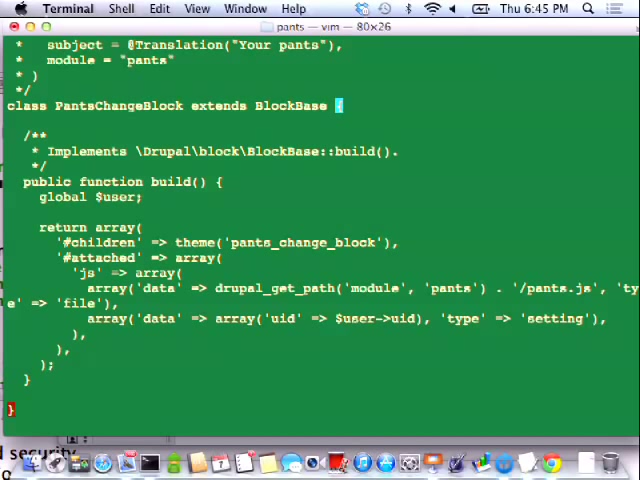 Terminal Shell Edit View Window Help Thu 6:45 PM
pants — vim — 80×26
* subject = @Translation("Your pants"),
* module = "pants"
* )
*/
class PantsChangeBlock extends BlockBase {
/**
* Implements \Drupal\block\BlockBase::build().
*/
public function build() {
global $user;
return array(
'#children' => theme('pants_change_block'),
'#attached' => array(
'js' => array(
array('data' => drupal_get_path('module', 'pants') . '/pants.js', 'typ
e' => 'file'),
array('data' => array('uid' => $user->uid), 'type' => 'setting'),
),
),
);
}
}
d security